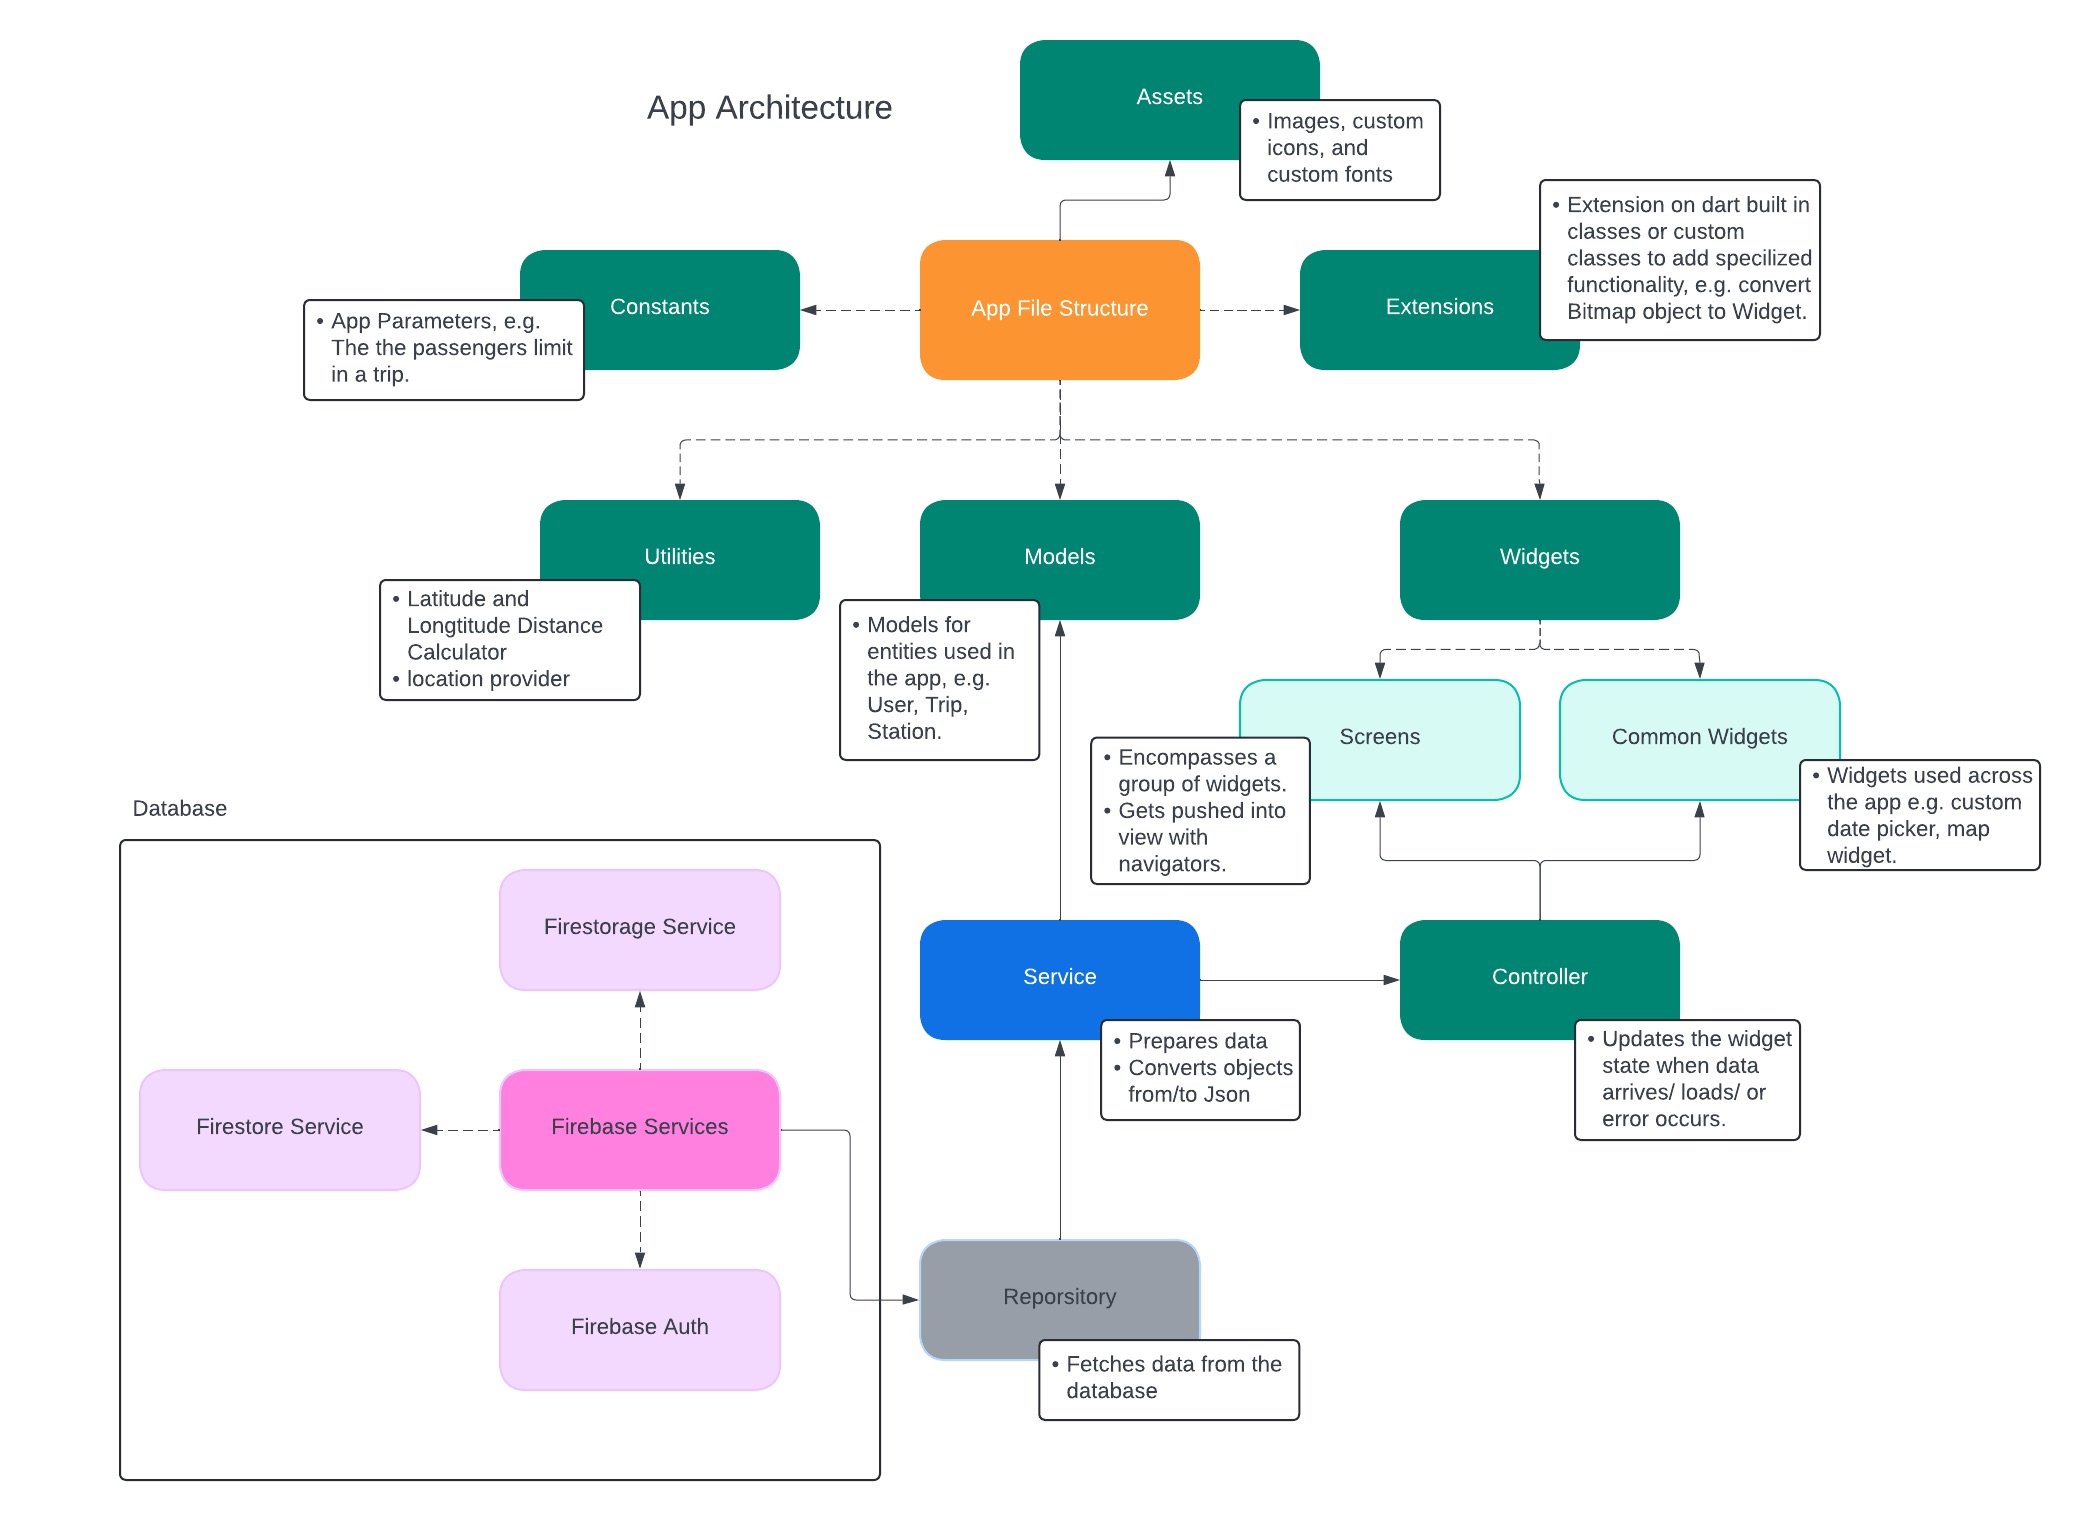 App Architecture
Assets
• Images, custom
icons, and
custom fonts
Constants
• App Parameters, e.g.
The the passengers limit
in a trip.
App File Structure
Extensions
• Extension on dart built in
classes or custom
classes to add specilized
functionality, e.g. convert
Bitmap object to Widget.
Utilities
• Latitude and
Longtitude Distance
Calculator
• location provider
Models
• Models for
entities used in
the app, e.g.
User, Trip,
Station.
Widgets
Screens
• Encompasses a
group of widgets.
• Gets pushed into
view with
navigators.
Common Widgets
• Widgets used across
the app e.g. custom
date picker, map
widget.
Database
Firestorage Service
Firestore Service
Firebase Services
Firebase Auth
Service
• Prepares data
• Converts objects
from/to Json
Controller
• Updates the widget
state when data
arrives/ loads/ or
error occurs.
Reporsitory
• Fetches data from the
database